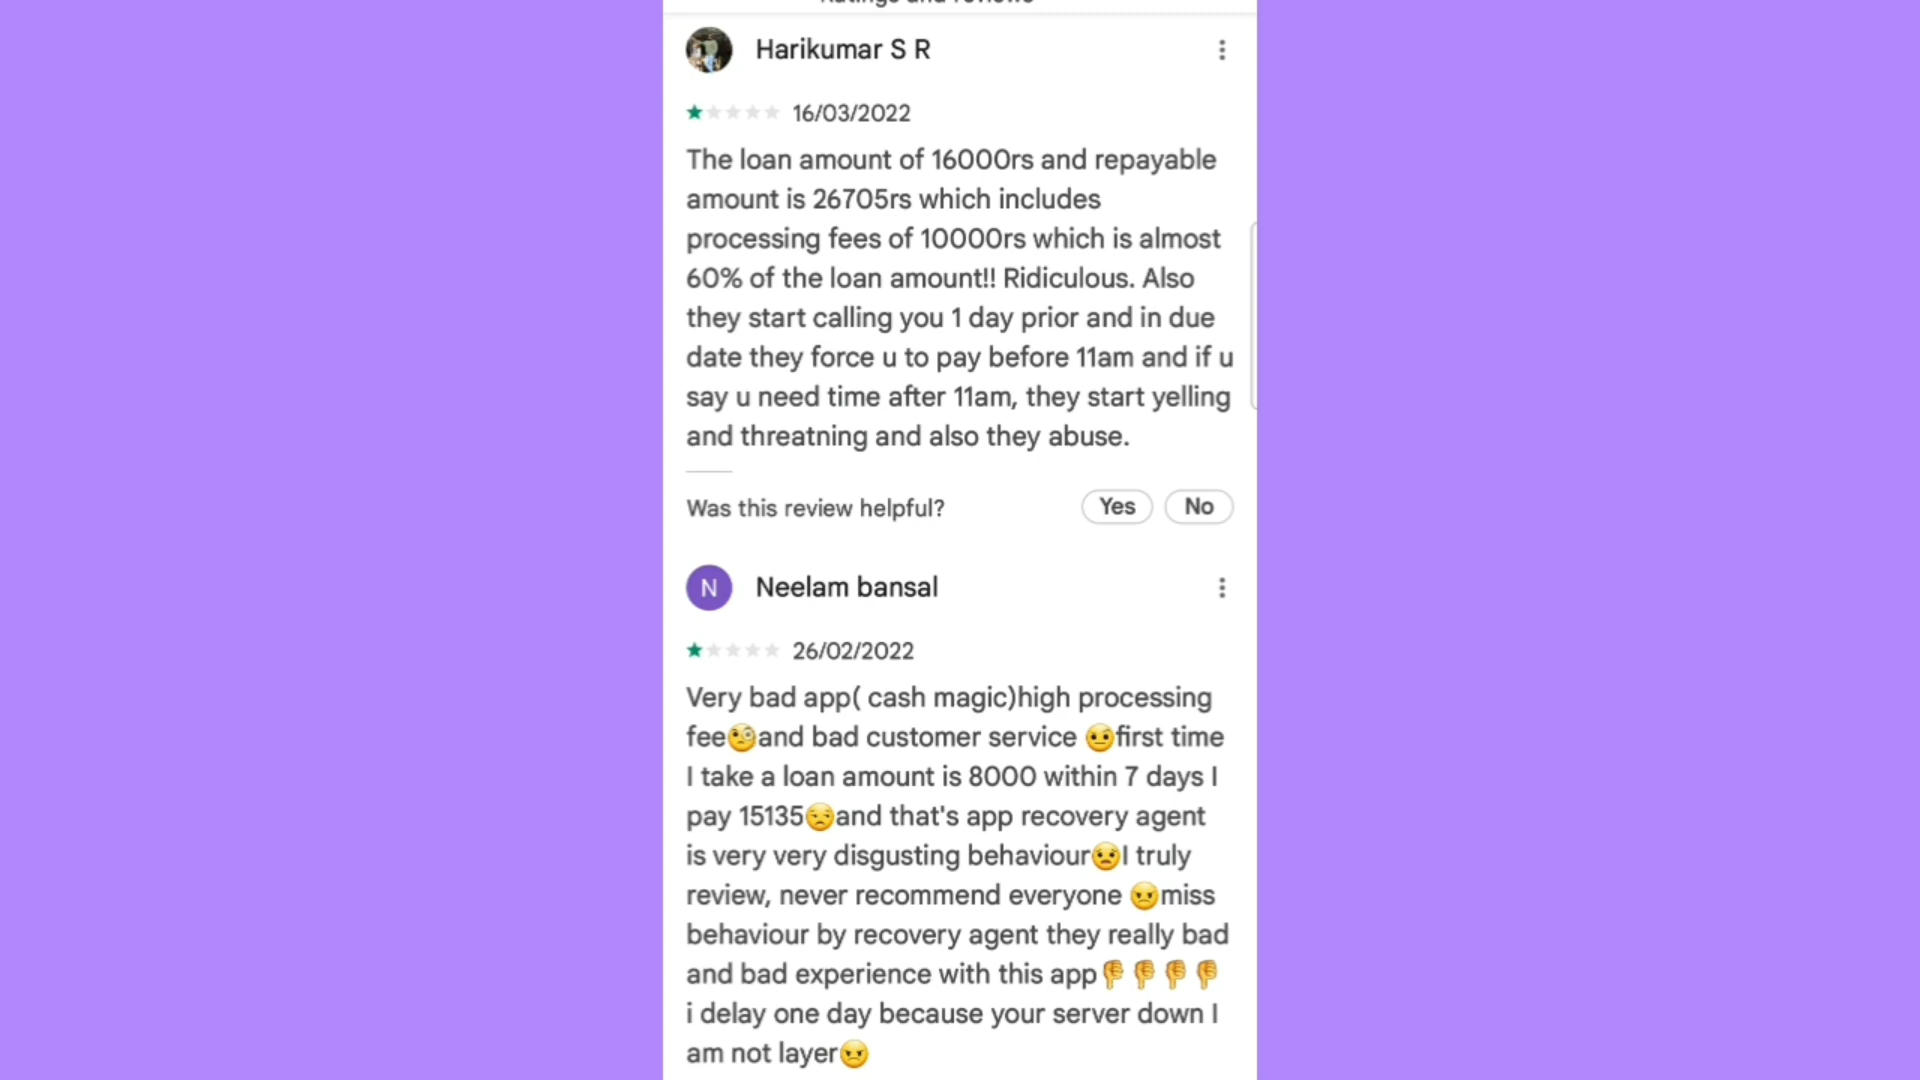 Ratings and reviews
Harikumar S R
16/03/2022
The loan amount of 16000rs and repayable
amount is 26705rs which includes
processing fees of 10000rs which is almost
60% of the loan amount!! Ridiculous. Also
they start calling you 1 day prior and in due
date they force u to pay before 11am and if u
say u need time after 11am, they start yelling
and threatning and also they abuse.
Was this review helpful? Yes No
N Neelam bansal
26/02/2022
Very bad app( cash magic)high processing
fee🧐and bad customer service 🤨first time
I take a loan amount is 8000 within 7 days I
pay 15135😒and that's app recovery agent
is very very disgusting behaviour😟I truly
review, never recommend everyone 😠miss
behaviour by recovery agent they really bad
and bad experience with this app👎👎👎👎
i delay one day because your server down I
am not layer😠